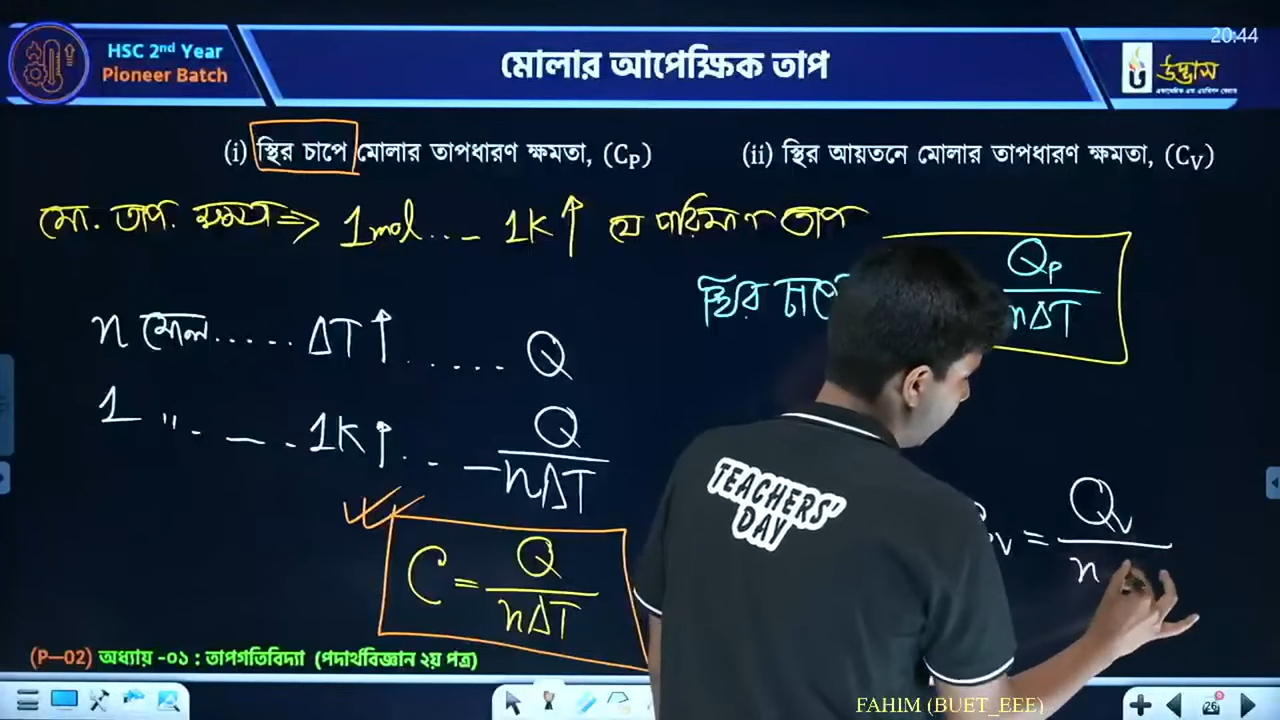 20:44
HSC 2nd Year
Pioneer Batch
মোলার আপেক্ষিক তাপ
উদ্ভাস
(i) স্থির চাপে মোলার তাপধারণ ক্ষমতা, (CP)
(ii) স্থির আয়তনে মোলার তাপধারণ ক্ষমতা, (CV)
মো. তাপ. ক্ষমতা => 1mol... 1K↑ যে পরিমাণ তাপ
স্থির চাপে
QP / nΔT
n মোল..... ΔT↑ ...... Q
1 " . _ . 1K↑ . . _ Q / nΔT
C = Q / nΔT
V = QV / n
TEACHERS'
DAY
(P–02) অধ্যায় -০১ : তাপগতিবিদ্যা (পদার্থবিজ্ঞান ২য় পত্র)
FAHIM (BUET_EEE)
26